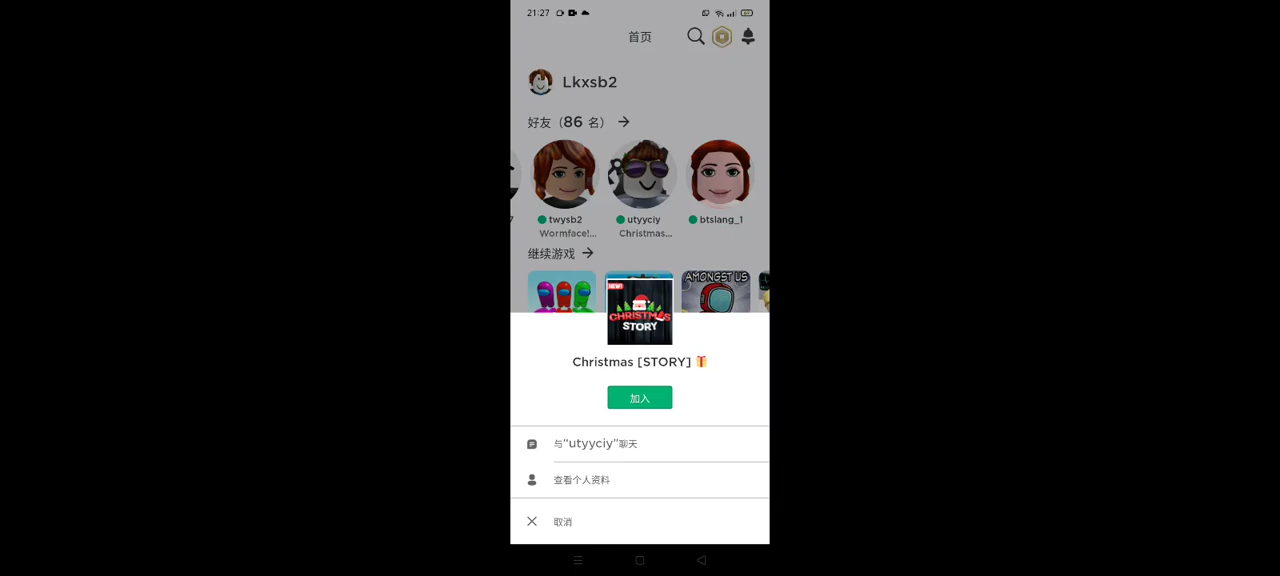 21:27
首页
Lkxsb2
好友（86 名）
7
twysb2
utyyciy
btslang_1
Wormface!...
Christmas...
继续游戏
AMONGST US
NEW!
CHRISTMAS
STORY
Christmas [STORY] 🎁
加入
与“utyyciy”聊天
查看个人资料
取消